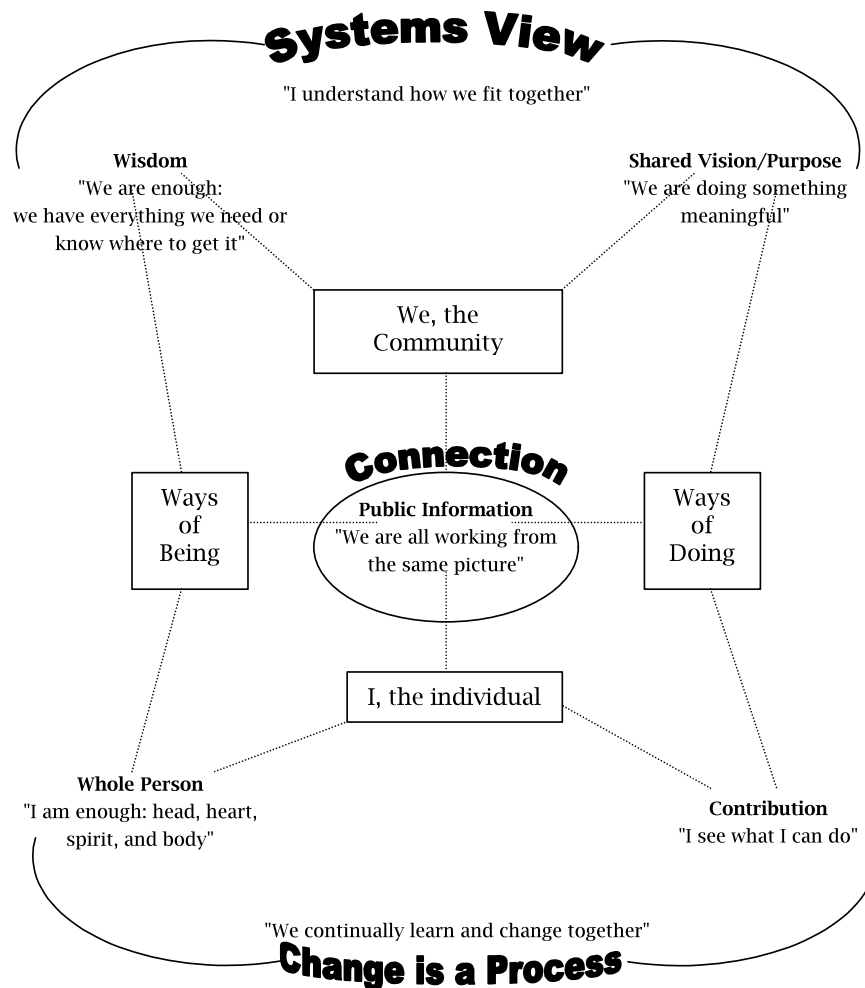 Systems View
"I understand how we fit together"
Wisdom
"We are enough:
we have everything we need or
know where to get it"
Shared Vision/Purpose
"We are doing something
meaningful"
We, the
Community
Connection
Ways
of
Being
Public Information
"We are all working from
the same picture"
Ways
of
Doing
I, the individual
Whole Person
"I am enough: head, heart,
spirit, and body"
Contribution
"I see what I can do"
"We continually learn and change together"
Change is a Process